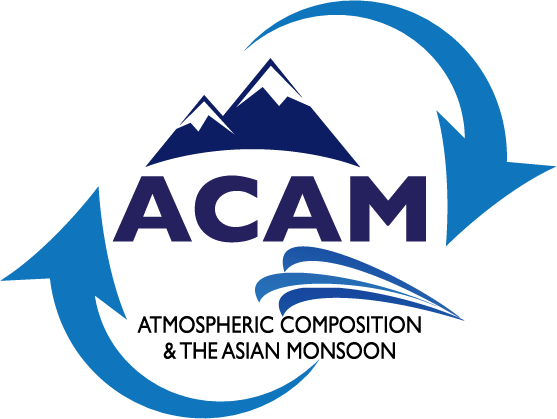 ACAM
ATMOSPHERIC COMPOSITION
& THE ASIAN MONSOON